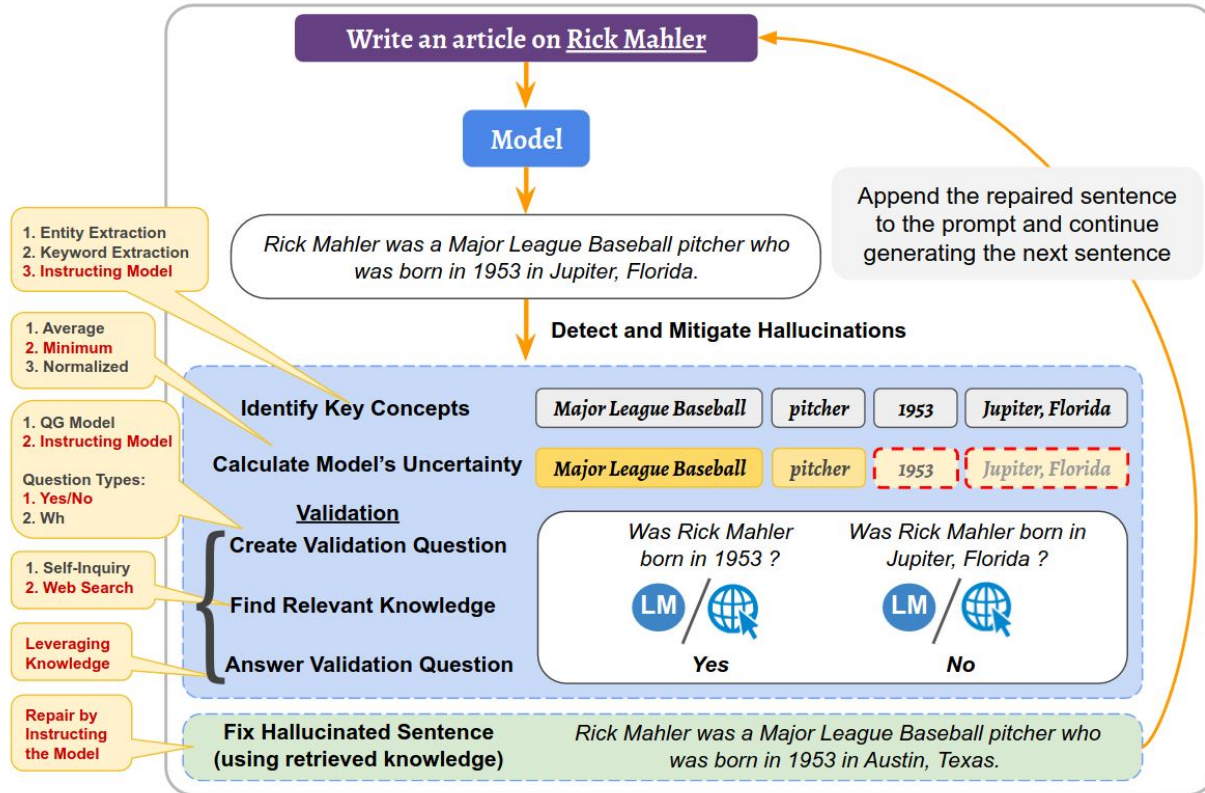 Write an article on Rick Mahler
Model
Rick Mahler was a Major League Baseball pitcher who
was born in 1953 in Jupiter, Florida.
Append the repaired sentence
to the prompt and continue
generating the next sentence
Detect and Mitigate Hallucinations
1. Entity Extraction
2. Keyword Extraction
3. Instructing Model
Identify Key Concepts
Major League Baseball
pitcher
1953
Jupiter, Florida
1. Average
2. Minimum
3. Normalized
Calculate Model's Uncertainty
Major League Baseball
pitcher
1953
Jupiter, Florida
Validation
1. QG Model
2. Instructing Model
Question Types:
1. Yes/No
2. Wh
Create Validation Question
Was Rick Mahler
born in 1953 ?
Was Rick Mahler born in
Jupiter, Florida ?
1. Self-Inquiry
2. Web Search
Find Relevant Knowledge
LM
LM
Leveraging
Knowledge
Answer Validation Question
Yes
No
Repair by
Instructing
the Model
Fix Hallucinated Sentence
(using retrieved knowledge)
Rick Mahler was a Major League Baseball pitcher who
was born in 1953 in Austin, Texas.